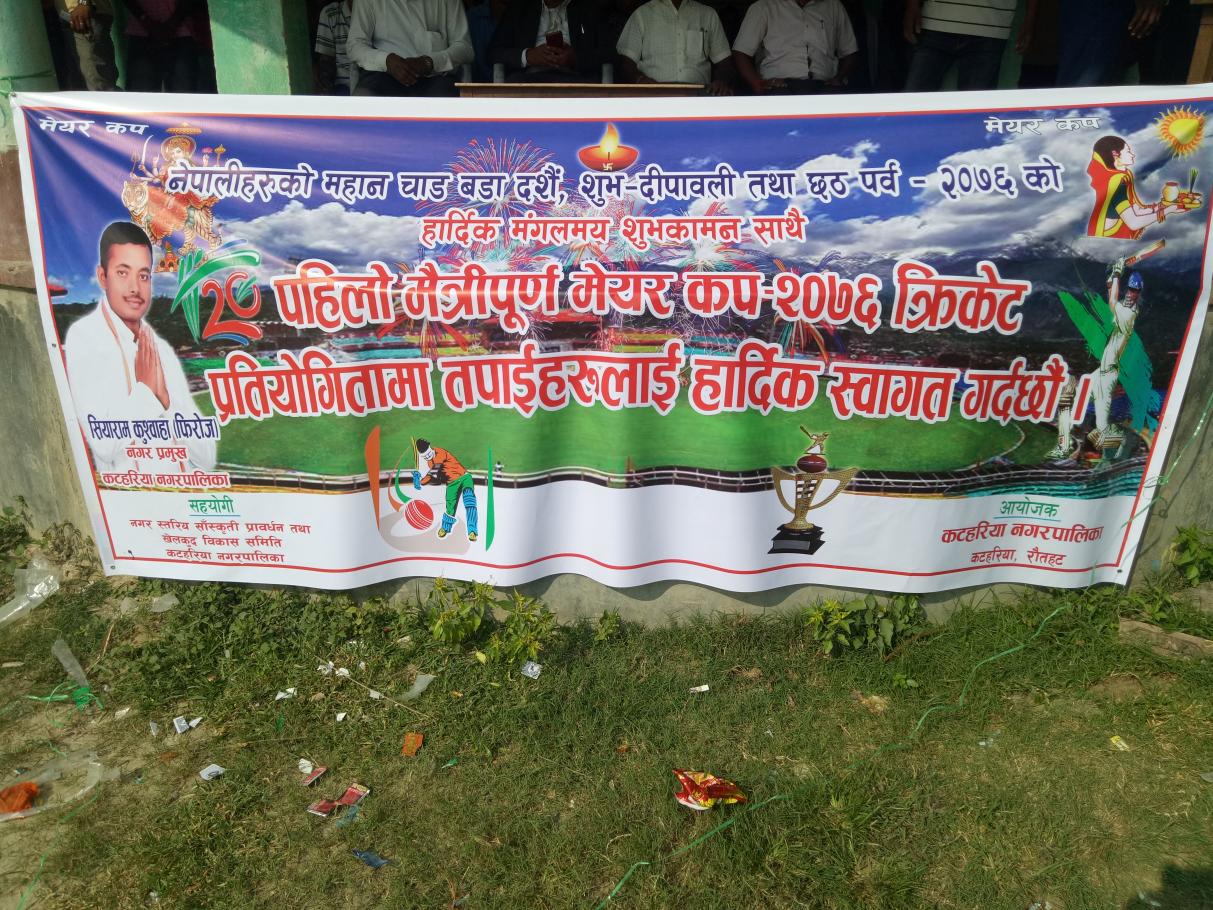 मेयर कप
मेयर कप
नेपालीहरुको महान चाड बडा दशैं, शुभ-दीपावली तथा छठ पर्व - २०७६ को
हार्दिक मंगलमय शुभकामन साथै
T20
पहिलो मैत्रीपूर्ण मेयर कप-२०७६ क्रिकेट
प्रतियोगितामा तपाईहरुलाई हार्दिक स्वागत गर्दछौं ।
सियाराम कुश्वाहा (फिरोज)
नगर प्रमुख
कटहरिया नगरपालिका
सहयोगी
नगर स्तरिय साँस्कृती प्रावर्धन तथा
खेलकुद विकास समिति
कटहरिया नगरपालिका
आयोजक
कटहरिया नगरपालिका
कटहरिया, रौतहट